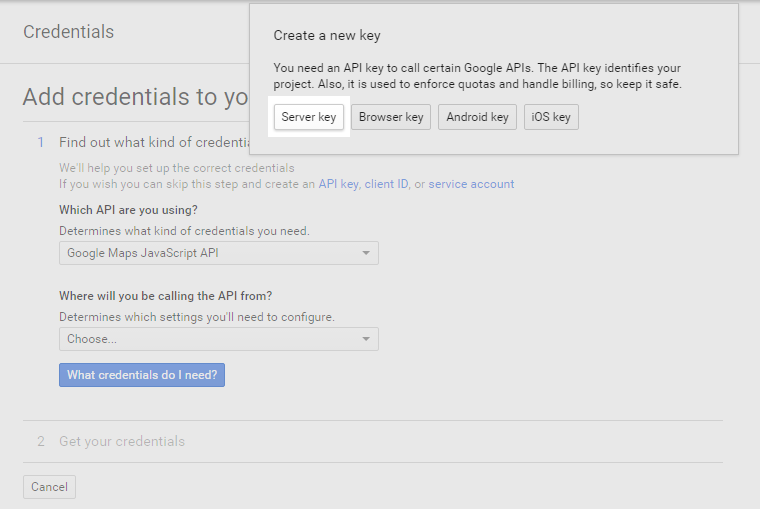 Credentials
Create a new key
You need an API key to call certain Google APIs. The API key identifies your
project. Also, it is used to enforce quotas and handle billing, so keep it safe.
Server key
Browser key
Android key
iOS key
Add credentials to yo
1 Find out what kind of credentia
We'll help you set up the correct credentials
If you wish you can skip this step and create an API key, client ID, or service account
Which API are you using?
Determines what kind of credentials you need.
Google Maps JavaScript API
Where will you be calling the API from?
Determines which settings you'll need to configure.
Choose...
What credentials do I need?
2 Get your credentials
Cancel